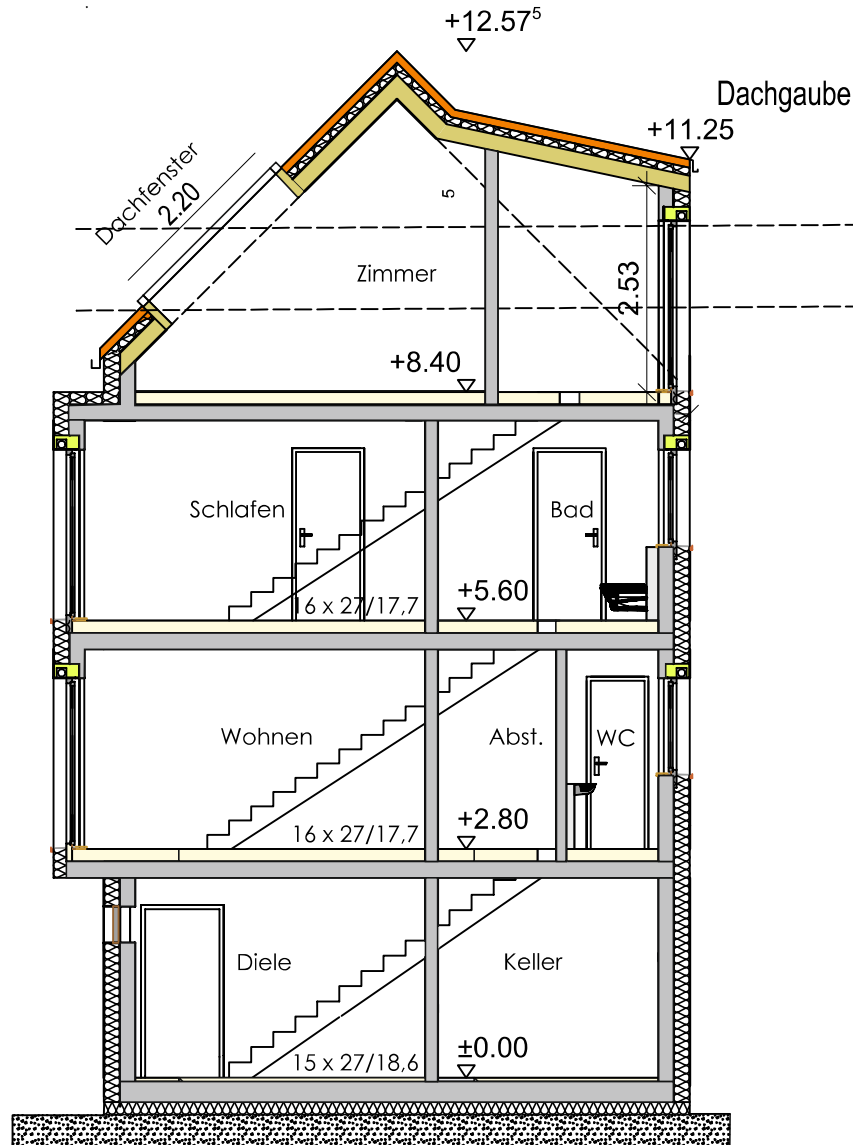 +12.57⁵
Dachgaube
+11.25
Dachfenster
2.20
5
Zimmer
2.53
+8.40
Schlafen
Bad
16 x 27/17,7
+5.60
Wohnen
Abst.
WC
16 x 27/17,7
+2.80
Diele
Keller
15 x 27/18,6
±0.00